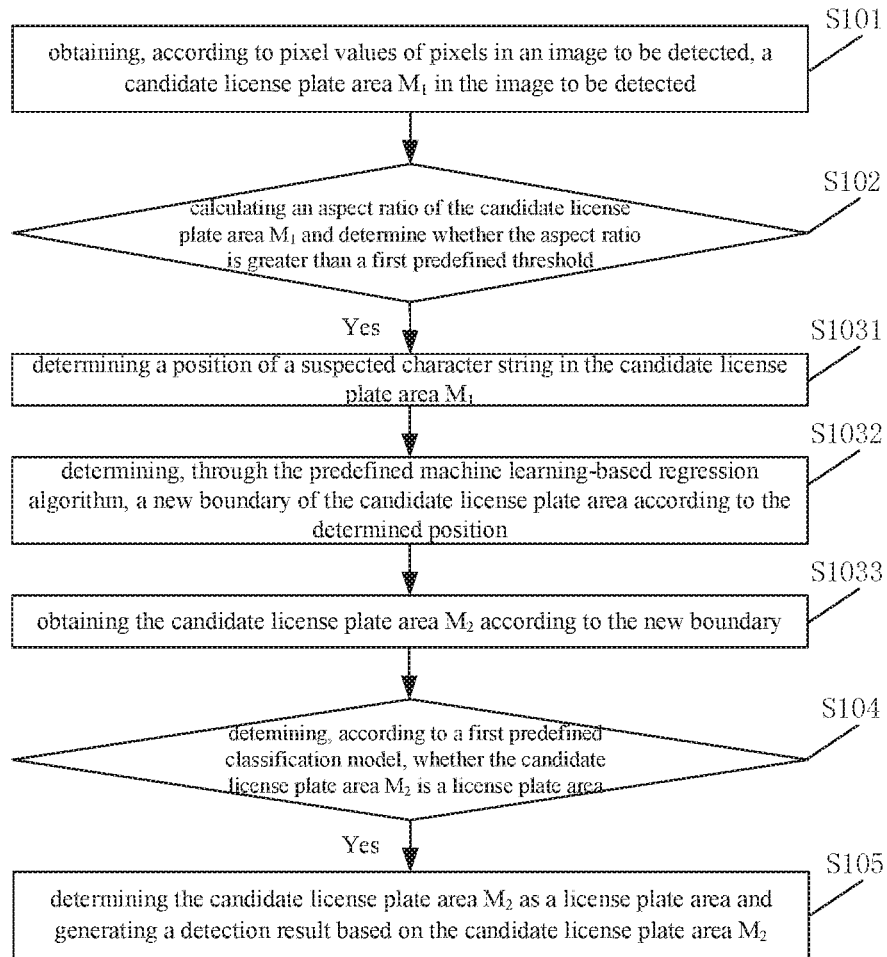 S101
obtaining, according to pixel values of pixels in an image to be detected, a
candidate license plate area M₁ in the image to be detected
S102
calculating an aspect ratio of the candidate license
plate area M₁ and determine whether the aspect ratio
is greater than a first predefined threshold
Yes
S1031
determining a position of a suspected character string in the candidate license
plate area M₁
S1032
determining, through the predefined machine learning-based regression
algorithm, a new boundary of the candidate license plate area according to the
determined position
S1033
obtaining the candidate license plate area M₂ according to the new boundary
S104
detemining, according to a first predefined
classification model, whether the candidate
license plate area M₂ is a license plate area
Yes
S105
determining the candidate license plate area M₂ as a license plate area and
generating a detection result based on the candidate license plate area M₂